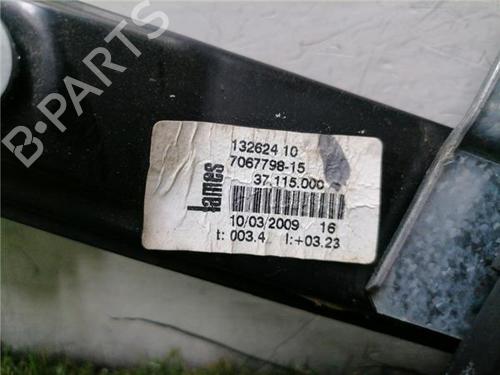 B-PARTS
132624 10
7067798-15
37.115.000
lames
10/03/2009 16
t: 003.4 l:+03.23